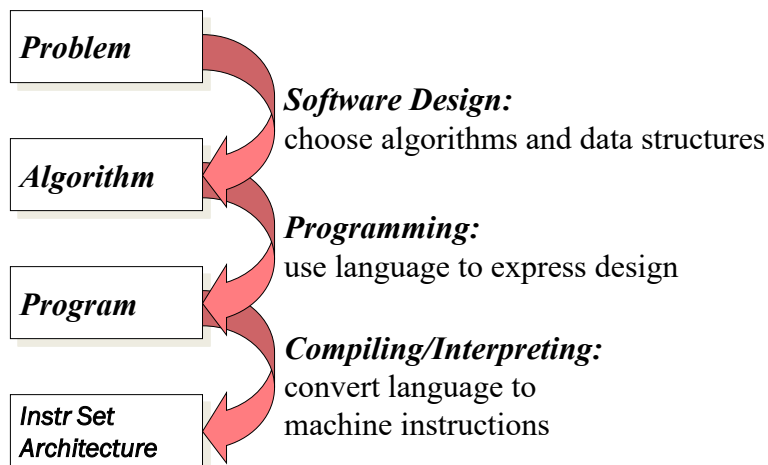 Problem
Software Design:
choose algorithms and data structures
Algorithm
Programming:
use language to express design
Program
Compiling/Interpreting:
convert language to
machine instructions
Instr Set
Architecture